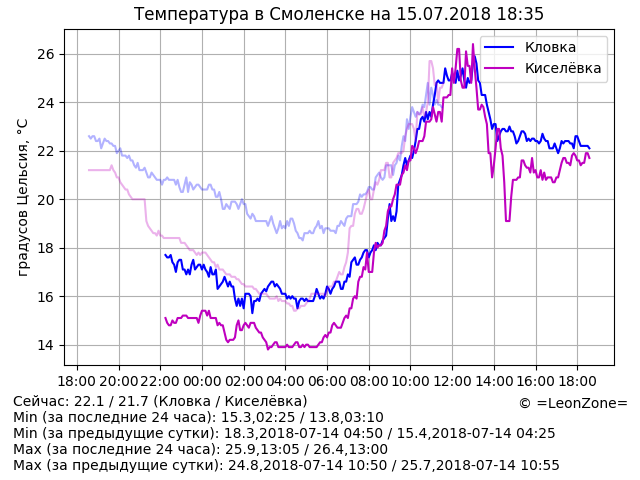 Температура в Смоленске на 15.07.2018 18:35
26
24
22
20
18
16
14
градусов Цельсия, °C
Кловка
Киселёвка
18:00 20:00 22:00 00:00 02:00 04:00 06:00 08:00 10:00 12:00 14:00 16:00 18:00
Сейчас: 22.1 / 21.7 (Кловка / Киселёвка)
© =LeonZone=
Min (за последние 24 часа): 15.3,02:25 / 13.8,03:10
Min (за предыдущие сутки): 18.3,2018-07-14 04:50 / 15.4,2018-07-14 04:25
Max (за последние 24 часа): 25.9,13:05 / 26.4,13:00
Max (за предыдущие сутки): 24.8,2018-07-14 10:50 / 25.7,2018-07-14 10:55